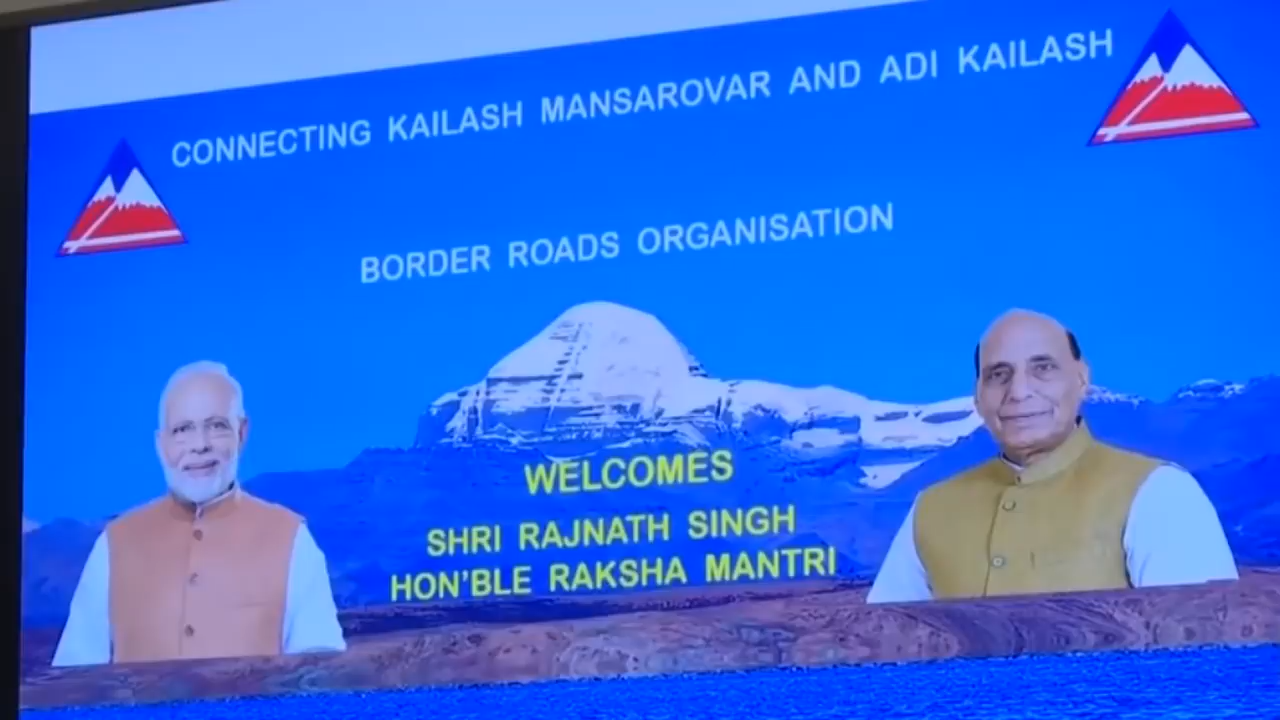 CONNECTING KAILASH MANSAROVAR AND ADI KAILASH
BORDER ROADS ORGANISATION
WELCOMES
SHRI RAJNATH SINGH
HON'BLE RAKSHA MANTRI